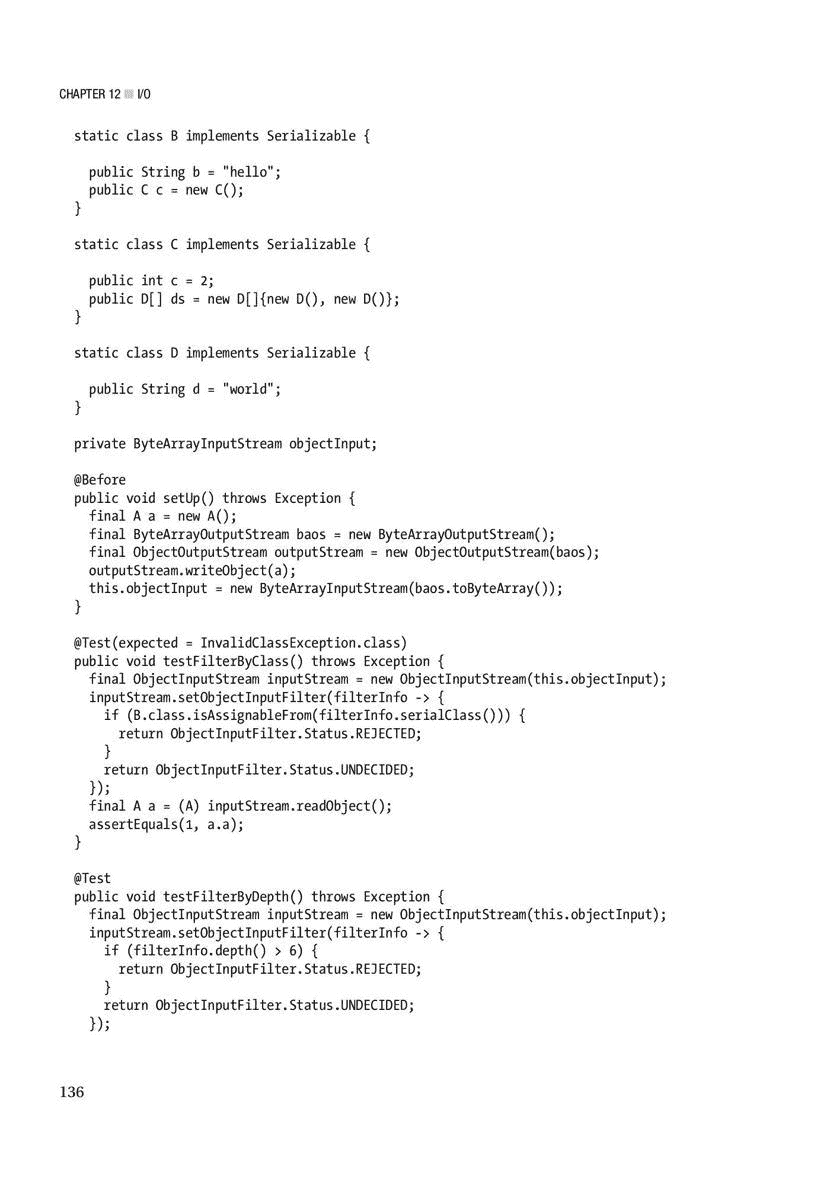 CHAPTER 12 ■ I/O
static class B implements Serializable {
public String b = "hello";
public C c = new C();
}
static class C implements Serializable {
public int c = 2;
public D[] ds = new D[]{new D(), new D()};
}
static class D implements Serializable {
public String d = "world";
}
private ByteArrayInputStream objectInput;
@Before
public void setUp() throws Exception {
final A a = new A();
final ByteArrayOutputStream baos = new ByteArrayOutputStream();
final ObjectOutputStream outputStream = new ObjectOutputStream(baos);
outputStream.writeObject(a);
this.objectInput = new ByteArrayInputStream(baos.toByteArray());
}
@Test(expected = InvalidClassException.class)
public void testFilterByClass() throws Exception {
final ObjectInputStream inputStream = new ObjectInputStream(this.objectInput);
inputStream.setObjectInputFilter(filterInfo -> {
if (B.class.isAssignableFrom(filterInfo.serialClass())) {
return ObjectInputFilter.Status.REJECTED;
}
return ObjectInputFilter.Status.UNDECIDED;
});
final A a = (A) inputStream.readObject();
assertEquals(1, a.a);
}
@Test
public void testFilterByDepth() throws Exception {
final ObjectInputStream inputStream = new ObjectInputStream(this.objectInput);
inputStream.setObjectInputFilter(filterInfo -> {
if (filterInfo.depth() > 6) {
return ObjectInputFilter.Status.REJECTED;
}
return ObjectInputFilter.Status.UNDECIDED;
});
136